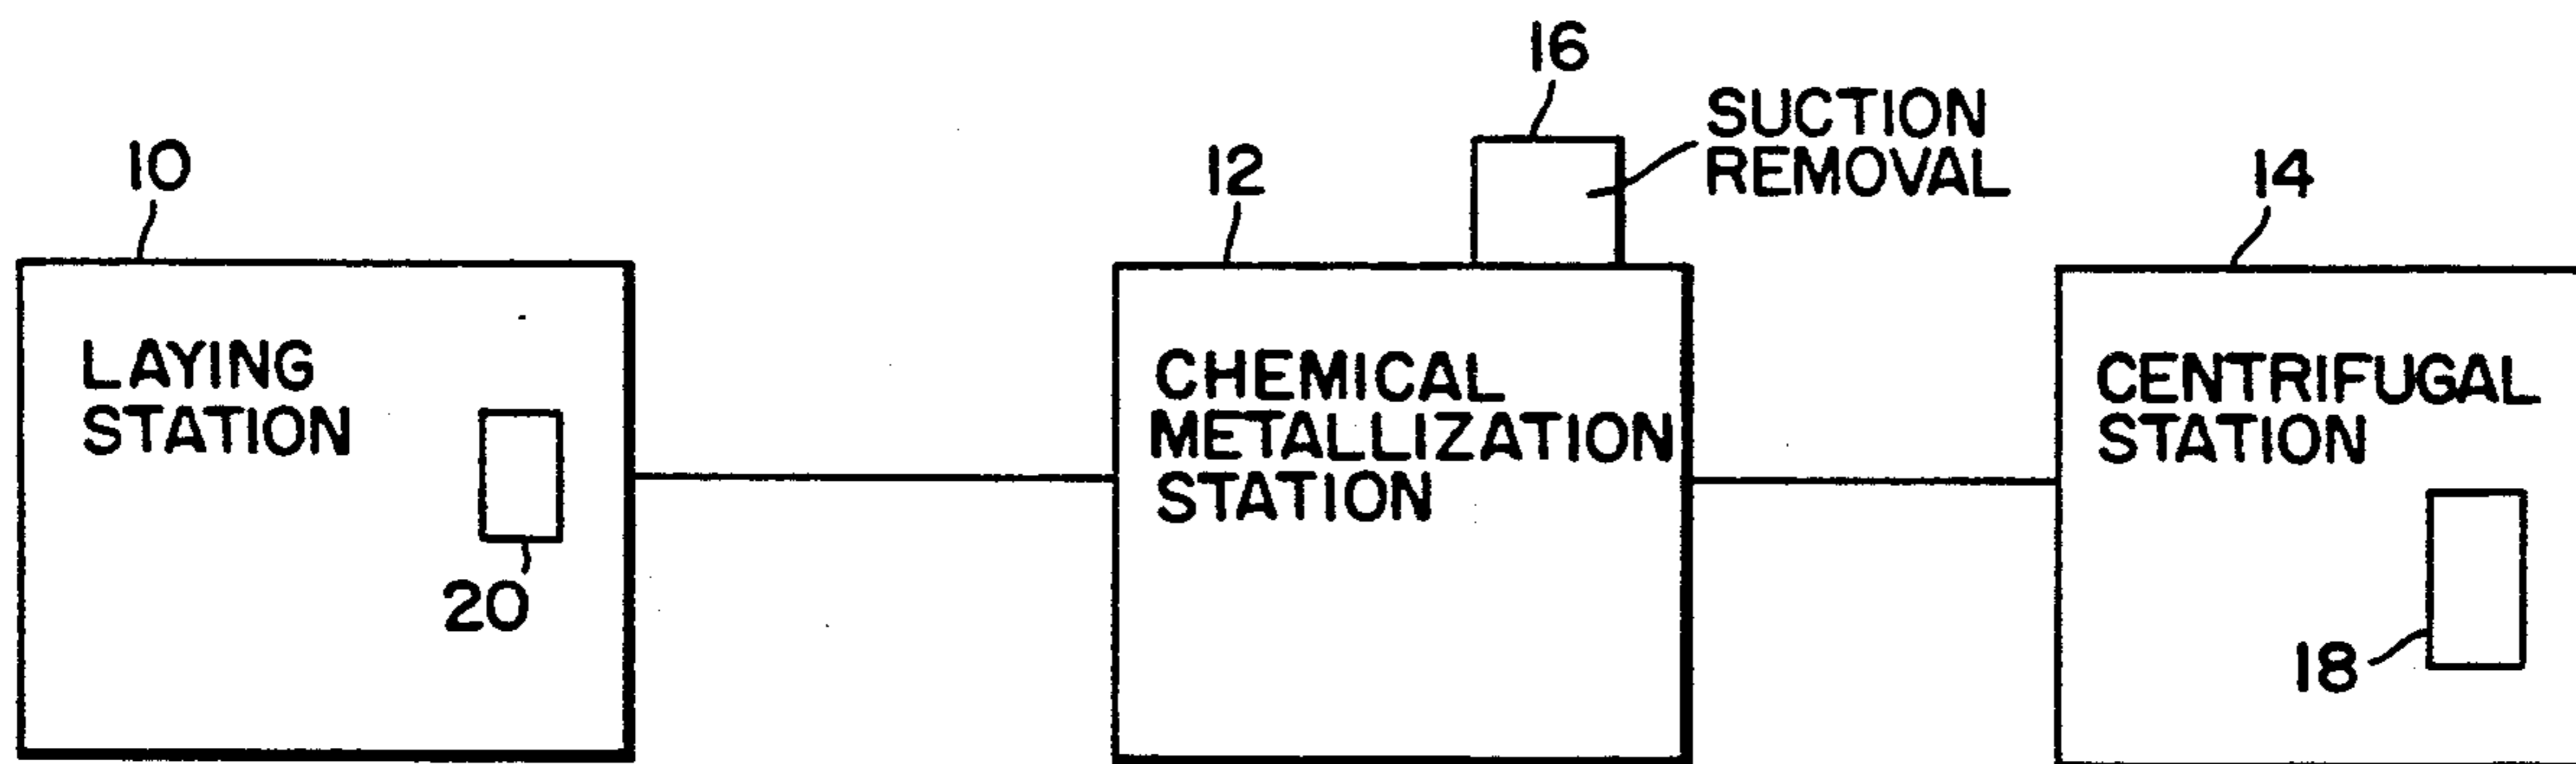 16
SUCTION
REMOVAL
10
12
14
LAYING
STATION
20
CHEMICAL
METALLIZATION
STATION
CENTRIFUGAL
STATION
18